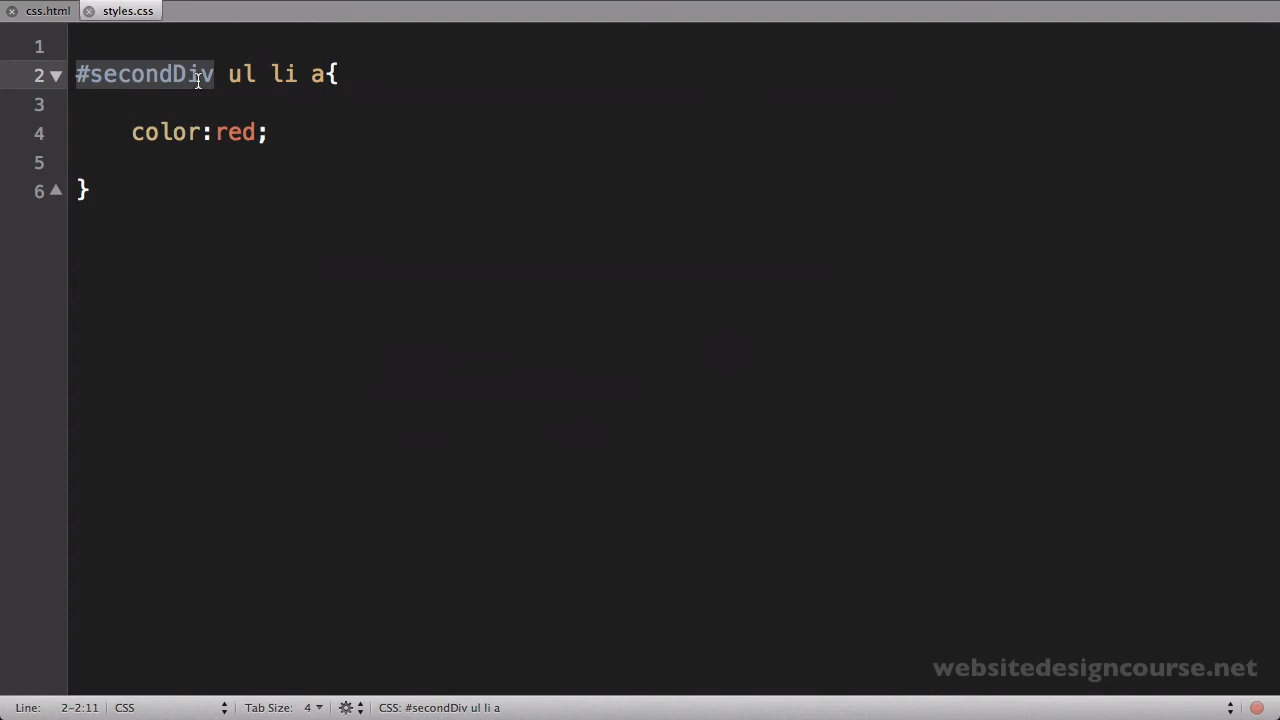 css.html styles.css
1
2 #secondDiv ul li a{
3
4 color:red;
5
6 }
websitedesigncourse.net
Line: 2-2:11 CSS Tab Size: 4 CSS: #secondDiv ul li a